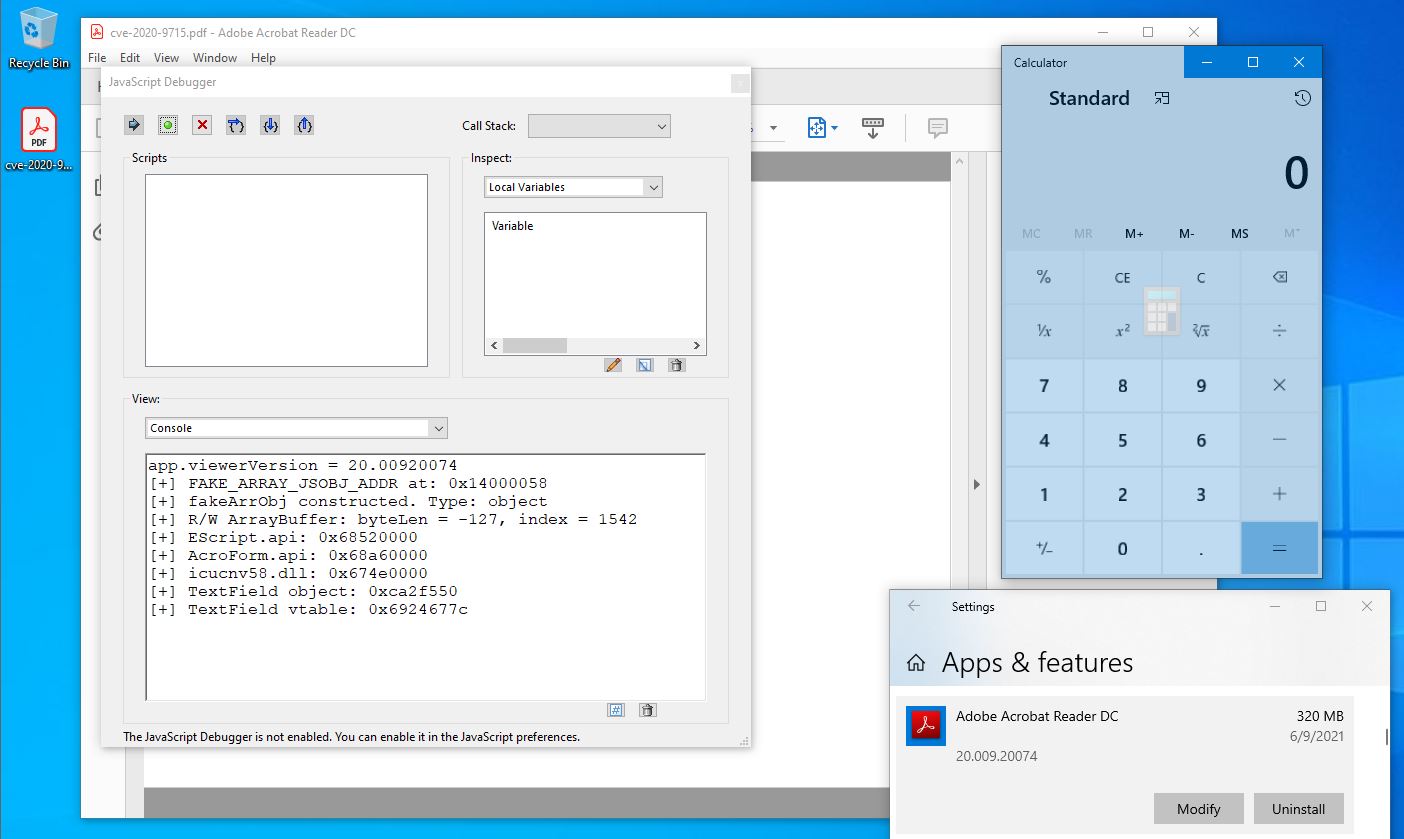 Recycle Bin
PDF
cve-2020-9...
cve-2020-9715.pdf - Adobe Acrobat Reader DC
File Edit View Window Help
JavaScript Debugger
Call Stack:
Scripts
Inspect:
Local Variables
Variable
View:
Console
app.viewerVersion = 20.00920074
[+] FAKE_ARRAY_JSOBJ_ADDR at: 0x14000058
[+] fakeArrObj constructed. Type: object
[+] R/W ArrayBuffer: byteLen = -127, index = 1542
[+] EScript.api: 0x68520000
[+] AcroForm.api: 0x68a60000
[+] icucnv58.dll: 0x674e0000
[+] TextField object: 0xca2f550
[+] TextField vtable: 0x6924677c
The JavaScript Debugger is not enabled. You can enable it in the JavaScript preferences.
Calculator
Standard
0
MC MR M+ M- MS M˅
% CE C
¹/x x² ²√x ÷
7 8 9 ×
4 5 6 −
1 2 3 +
+/− 0 . =
Settings
Apps & features
Adobe Acrobat Reader DC 320 MB
6/9/2021
20.009.20074
Modify Uninstall